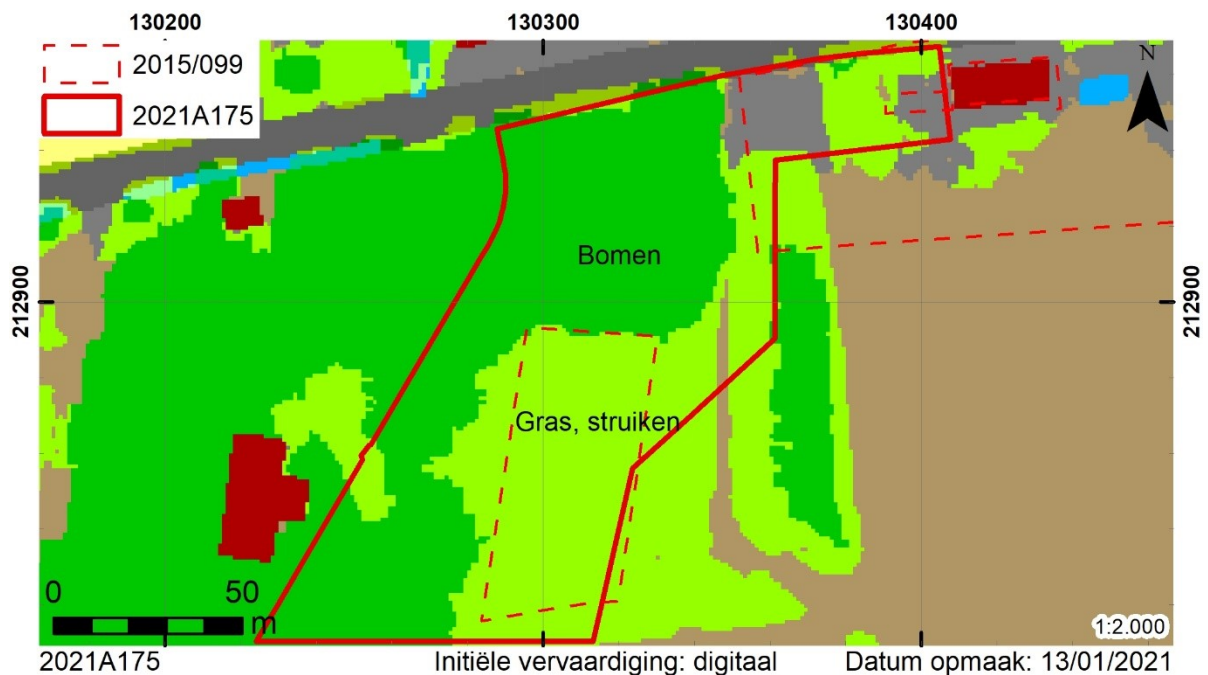 130200 130300 130400
2015/099
2021A175
N
Bomen
212900 212900
Gras, struiken
0 50
m
1:2.000
2021A175 Initiële vervaardiging: digitaal Datum opmaak: 13/01/2021